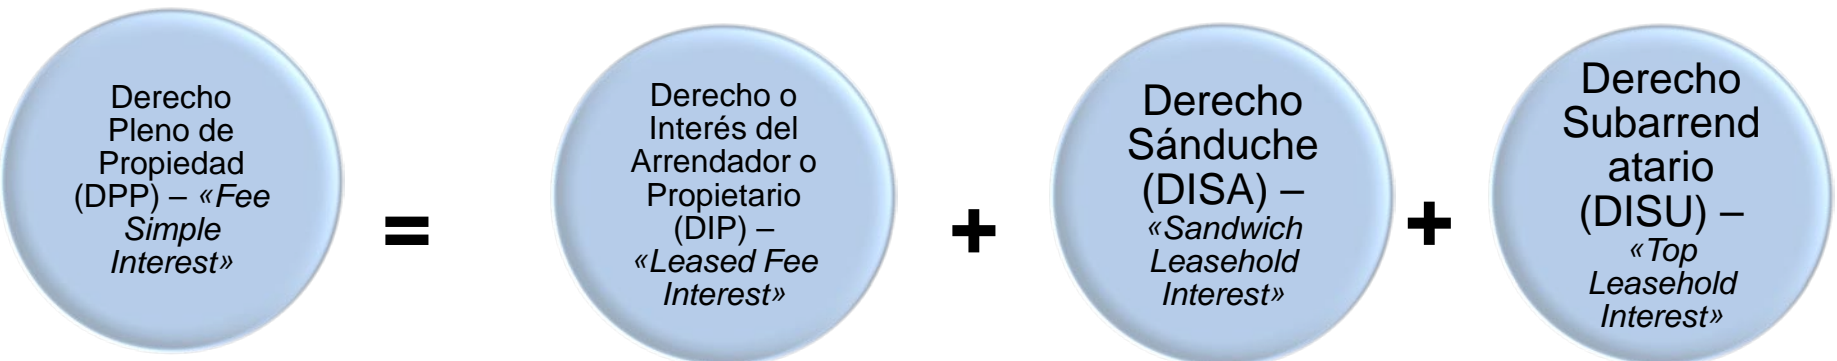 Derecho
Pleno de
Propiedad
(DPP) – «Fee
Simple
Interest»
=
Derecho o
Interés del
Arrendador o
Propietario
(DIP) –
«Leased Fee
Interest»
+
Derecho
Sánduche
(DISA) –
«Sandwich
Leasehold
Interest»
+
Derecho
Subarrend
atario
(DISU) –
«Top
Leasehold
Interest»